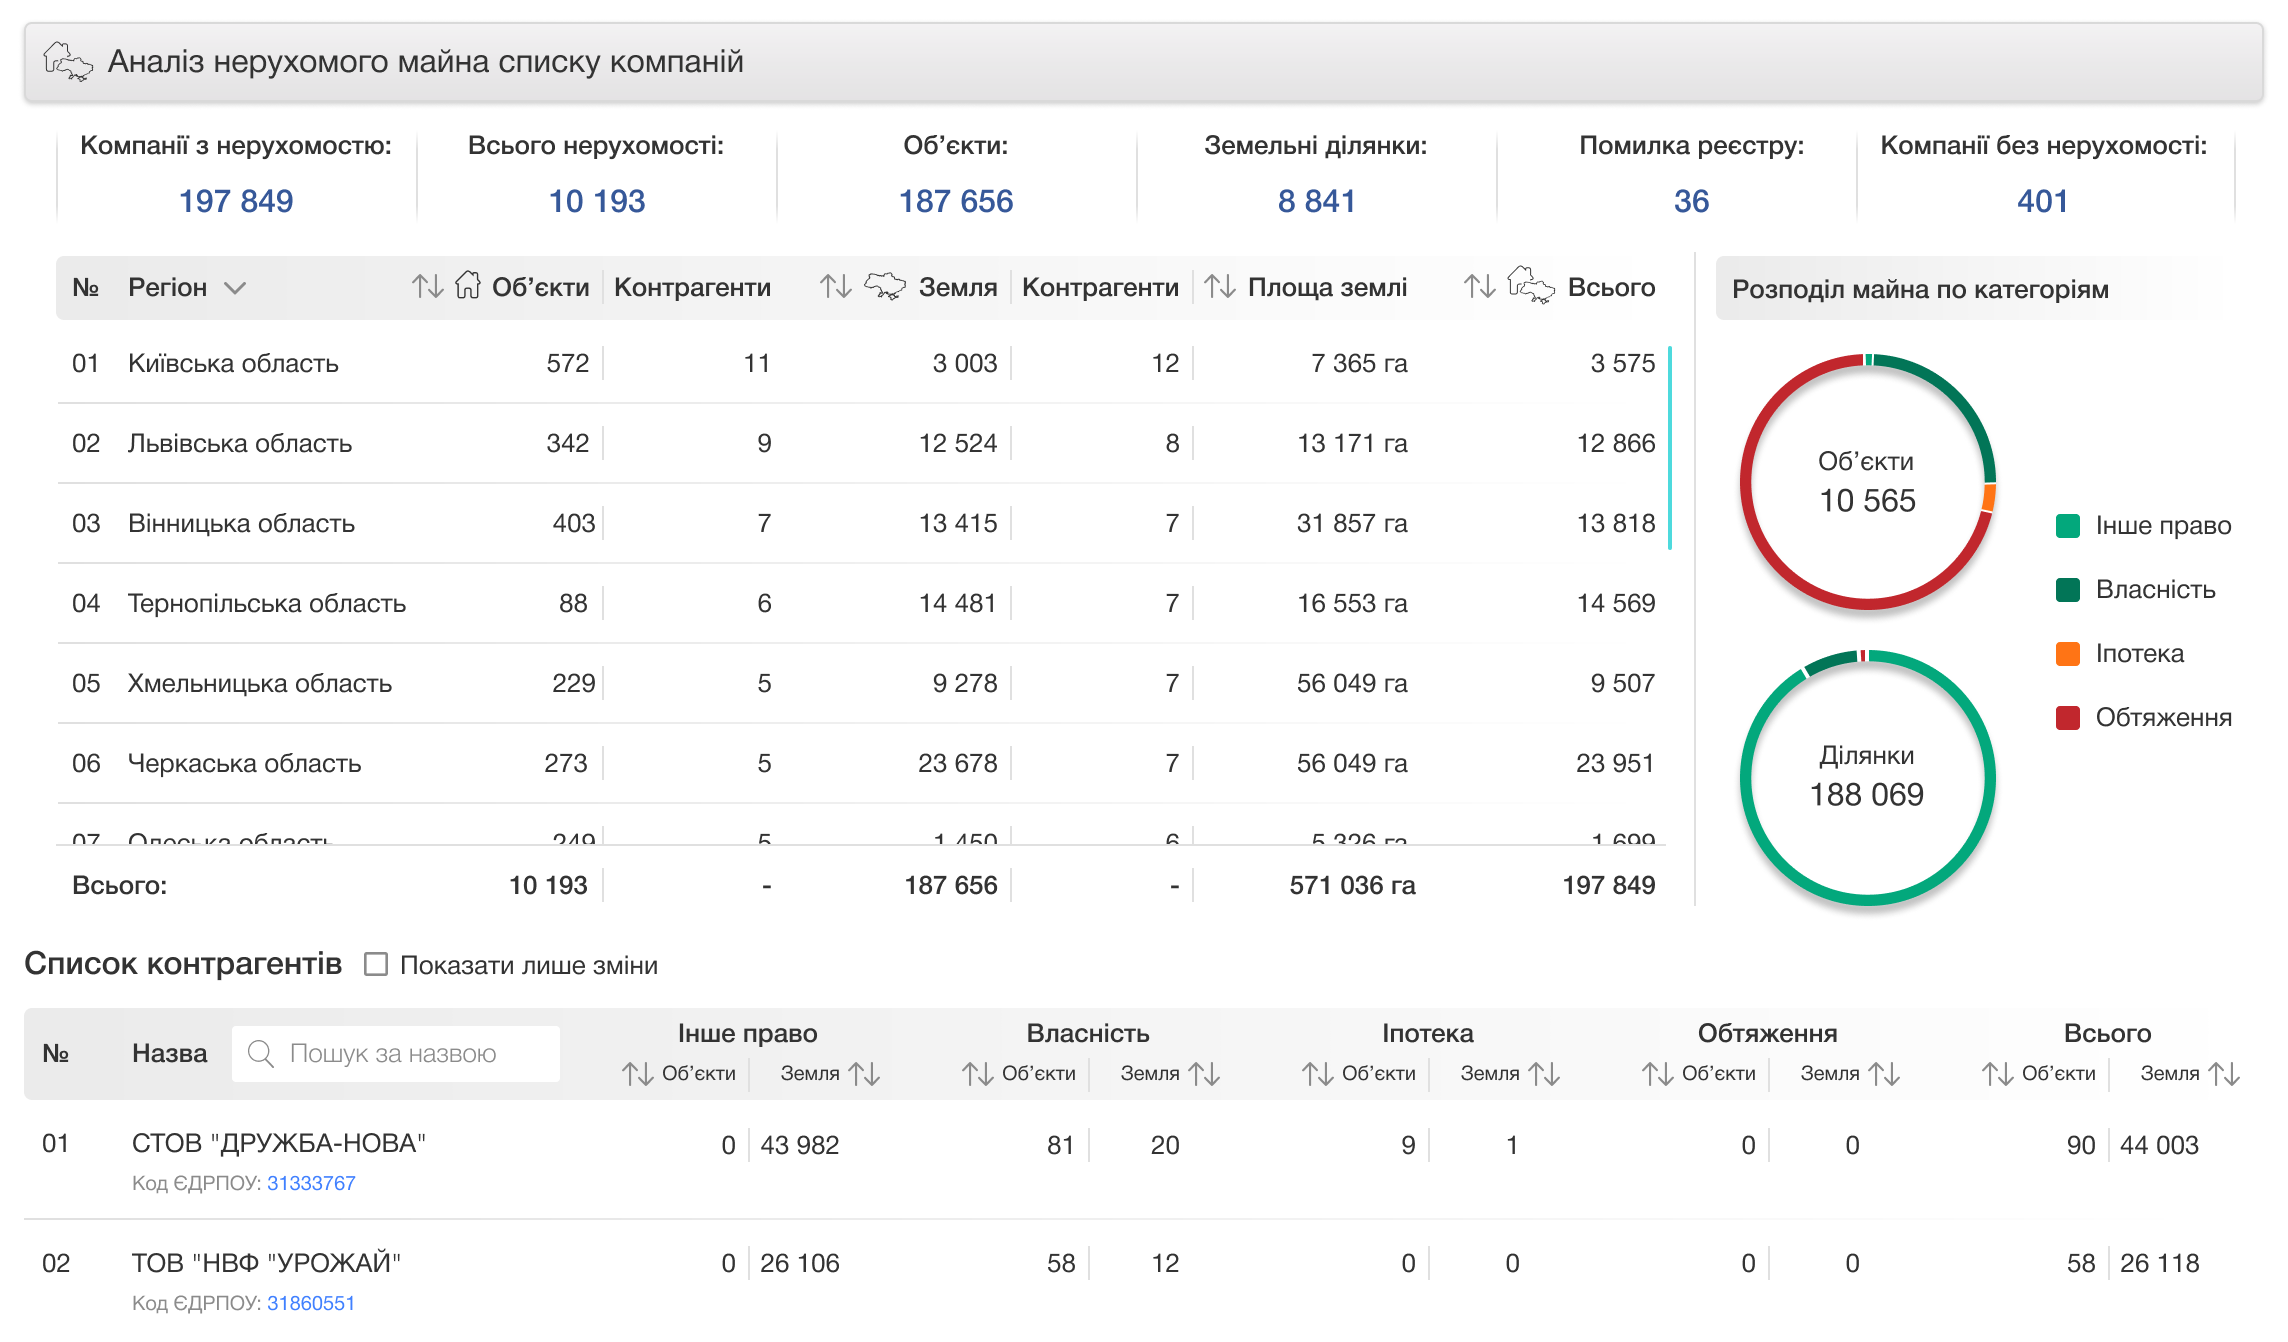 Аналіз нерухомого майна списку компаній
Компанії з нерухомостю: Всього нерухомості: Об’єкти: Земельні ділянки: Помилка реєстру: Компанії без нерухомості:
197 849 10 193 187 656 8 841 36 401
№ Регіон Об’єкти Контрагенти Земля Контрагенти Площа землі Всього
01 Київська область 572 11 3 003 12 7 365 га 3 575
02 Львівська область 342 9 12 524 8 13 171 га 12 866
03 Вінницька область 403 7 13 415 7 31 857 га 13 818
04 Тернопільська область 88 6 14 481 7 16 553 га 14 569
05 Хмельницька область 229 5 9 278 7 56 049 га 9 507
06 Черкаська область 273 5 23 678 7 56 049 га 23 951
07 Одеська область 249 5 1 450 6 5 326 га 1 699
Всього: 10 193 - 187 656 - 571 036 га 197 849
Розподіл майна по категоріям
Об’єкти
10 565
Ділянки
188 069
Інше право
Власність
Іпотека
Обтяження
Список контрагентів Показати лише зміни
№ Назва Пошук за назвою Інше право Власність Іпотека Обтяження Всього
Об’єкти Земля Об’єкти Земля Об’єкти Земля Об’єкти Земля Об’єкти Земля
01 СТОВ "ДРУЖБА-НОВА" 0 43 982 81 20 9 1 0 0 90 44 003
Код ЄДРПОУ: 31333767
02 ТОВ "НВФ "УРОЖАЙ" 0 26 106 58 12 0 0 0 0 58 26 118
Код ЄДРПОУ: 31860551